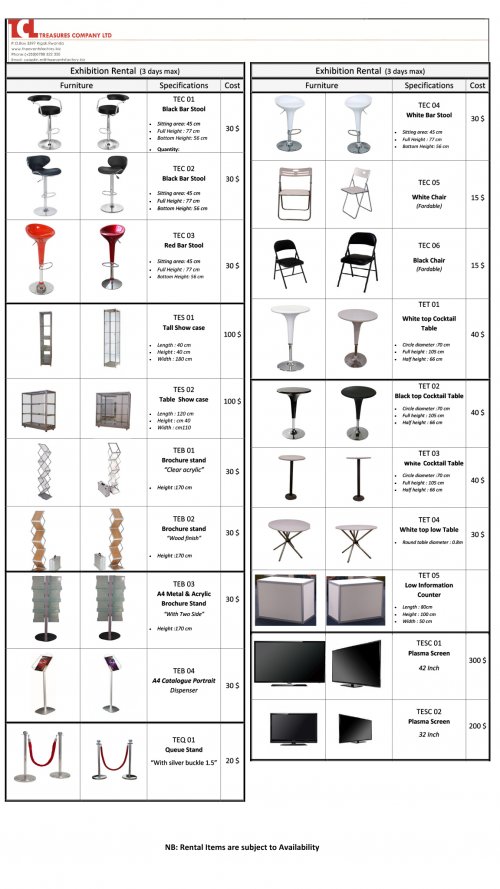 TCL
TREASURES COMPANY LTD
P.O.Box 3297 Kigali/Rwanda
Exhibition Rental (3 days max)
Furniture Specifications Cost
TEC 01
Black Bar Stool
• Sitting area: 45 cm
• Full Height : 77 cm
• Bottom Height: 56 cm
Quantity:
30 $
TEC 02
Black Bar Stool
• Sitting area: 45 cm
• Full Height : 77 cm
• Bottom Height: 56 cm
30 $
TEC 03
Red Bar Stool
• Sitting area: 45 cm
• Full Height : 77 cm
• Bottom Height: 56 cm
30 $
TES 01
Tall Show case
• Length : 40 cm
• Height : 40 cm
• Width : 180 cm
100 $
TES 02
Table Show case
• Length : 120 cm
• Height : cm 40
• Width : cm110
100 $
TEB 01
Brochure stand
"Clear acrylic"
• Height :170 cm
30 $
TEB 02
Brochure stand
"Wood finish"
• Height :170 cm
30 $
TEB 03
A4 Metal & Acrylic
Brochure Stand
"With Two Side"
• Height :170 cm
30 $
TEB 04
A4 Catalogue Portrait
Dispenser
30 $
TEQ 01
Queue Stand
"With silver buckle 1.5"
20 $
Exhibition Rental (3 days max)
Furniture Specifications Cost
TEC 04
White Bar Stool
• Sitting area: 45 cm
• Full Height : 77 cm
• Bottom Height: 56 cm
30 $
TEC 05
White Chair
(Fordable)
15 $
TEC 06
Black Chair
(Fordable)
15 $
TET 01
White top Cocktail
Table
• Circle diameter :70 cm
• Full height : 105 cm
• Half height : 66 cm
40 $
TET 02
Black top Cocktail Table
• Circle diameter :70 cm
• Full height : 105 cm
• Half height : 66 cm
40 $
TET 03
White Cocktail Table
• Circle diameter :70 cm
• Full height : 105 cm
• Half height : 66 cm
40 $
TET 04
White top low Table
• Round table diameter : 0.8m
30 $
TET 05
Low Information
Counter
• Length : 80cm
• Height : 100 cm
• Width : 50 cm
TESC 01
Plasma Screen
42 Inch
300 $
TESC 02
Plasma Screen
32 Inch
200 $
NB: Rental Items are subject to Availability